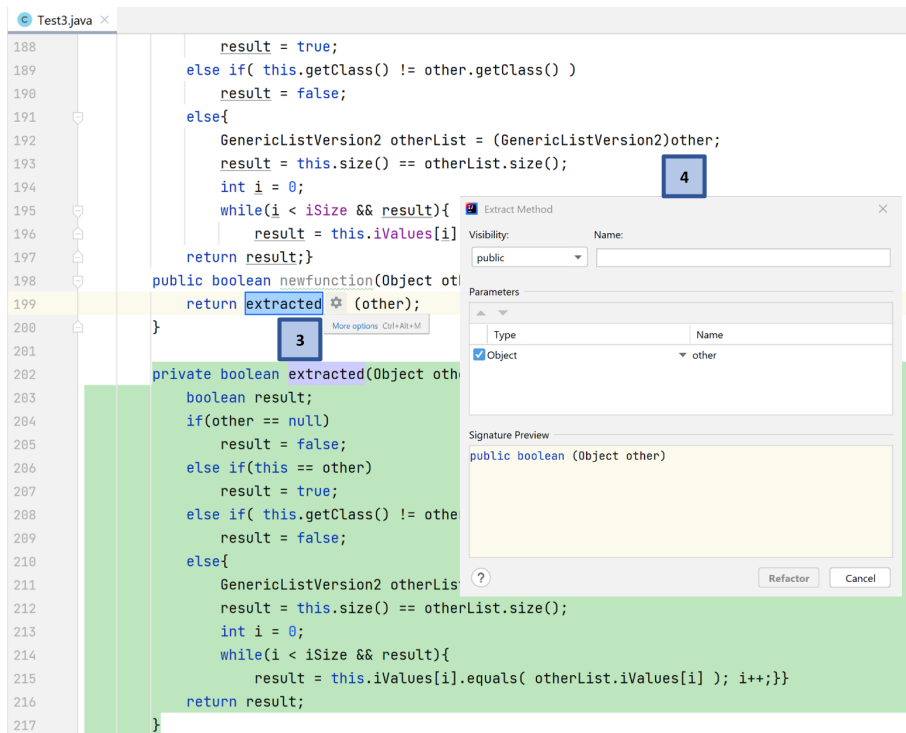 C Test3.java ×
188 result = true;
189 else if( this.getClass() != other.getClass() )
190 result = false;
191 else{
192 GenericListVersion2 otherList = (GenericListVersion2)other;
193 result = this.size() == otherList.size();
194 int i = 0;
195 while(i < iSize && result){
196 result = this.iValues[i]
197 return result;}
198 public boolean newfunction(Object ot
199 return extracted (other);
200 }
More options Ctrl+Alt+M
3
201
202 private boolean extracted(Object oth
203 boolean result;
204 if(other == null)
205 result = false;
206 else if(this == other)
207 result = true;
208 else if( this.getClass() != othe
209 result = false;
210 else{
211 GenericListVersion2 otherList
212 result = this.size() == otherList.size();
213 int i = 0;
214 while(i < iSize && result){
215 result = this.iValues[i].equals( otherList.iValues[i] ); i++;}}
216 return result;
217 }
4
Extract Method ×
Visibility: Name:
public
Parameters
Type Name
Object other
Signature Preview
public boolean (Object other)
? Refactor Cancel